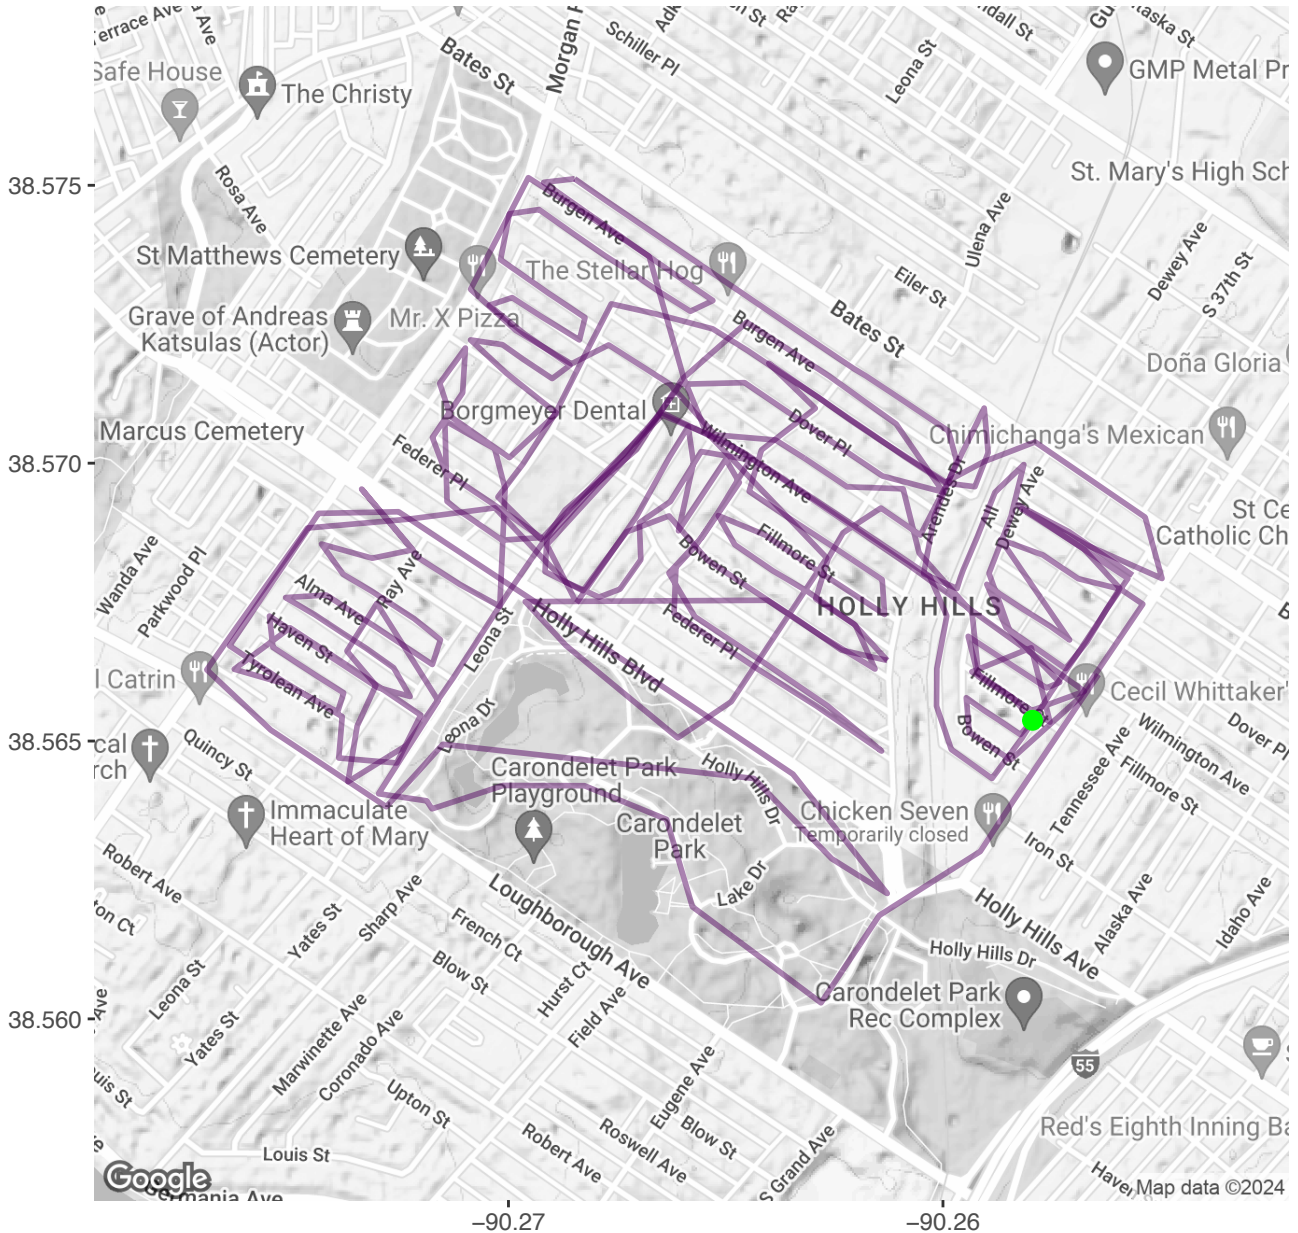 Terrace Ave
Bates St
Schiller Pl
Leona St
GMP Metal Pr
Safe House
The Christy
St. Mary's High Sch
Rosa Ave
Burgen Ave
Ulena Ave
Dewey Ave
S 37th St
St Matthews Cemetery
The Stellar Hog
Eiler St
Grave of Andreas
Katsulas (Actor)
Mr. X Pizza
Bates St
Burgen Ave
Doña Gloria
Borgmeyer Dental
Marcus Cemetery
Dover Pl
Chimichanga's Mexican
Federer Pl
Wilmington Ave
Arendes Dr
All
Dewey Ave
St Ce
Catholic Ch
Wanda Ave
Parkwood Pl
Fillmore St
Bowen St
Ray Ave
Alma Ave
HOLLY HILLS
Haven St
Leona St
Holly Hills Blvd
Federer Pl
l Catrin
Tyrolean Ave
Fillmore
Cecil Whittaker'
Bowen St
Leona Dr
Wilmington Ave
Dover Pl
cal
rch
Quincy St
Carondelet Park
Playground
Holly Hills Dr
Fillmore St
Tennessee Ave
Immaculate
Heart of Mary
Carondelet
Park
Chicken Seven
Temporarily closed
Iron St
Robert Ave
Loughborough Ave
Lake Dr
Holly Hills Ave
Alaska Ave
Idaho Ave
ton Ct
Yates St
Sharp Ave
French Ct
Blow St
Hurst Ct
Field Ave
Holly Hills Dr
Leona St
Carondelet Park
Rec Complex
Yates St
Marwinette Ave
Coronado Ave
55
Eugene Ave
uis St
Upton St
Robert Ave
Roswell Ave
Blow St
S Grand Ave
Red's Eighth Inning Ba
Louis St
Google
Germania Ave
Map data ©2024
38.575
38.570
38.565
38.560
−90.27
−90.26